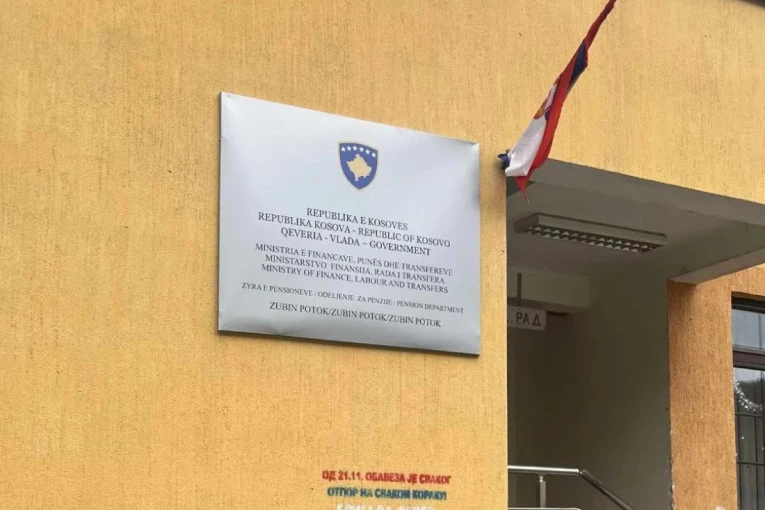 REPUBLIKA E KOSOVËS
REPUBLIKA KOSOVA - REPUBLIC OF KOSOVO
QEVERIA - VLADA – GOVERNMENT
MINISTRIA E FINANCAVE, PUNËS DHE TRANSFEREVE
MINISTARSTVO FINANSIJA, RADA I TRANSFERA
MINISTRY OF FINANCE, LABOUR AND TRANSFERS
ZYRA E PENSIONEVE / ODELJENJE ZA PENZIJE / PENSION DEPARTMENT
ZUBIN POTOK/ZUBIN POTOK/ZUBIN POTOK
РАД
ОД 21.11. ОБАВЕЗА ЈЕ СВАКОГ
ОТПОР НА СВАКОМ КОРАКУ!